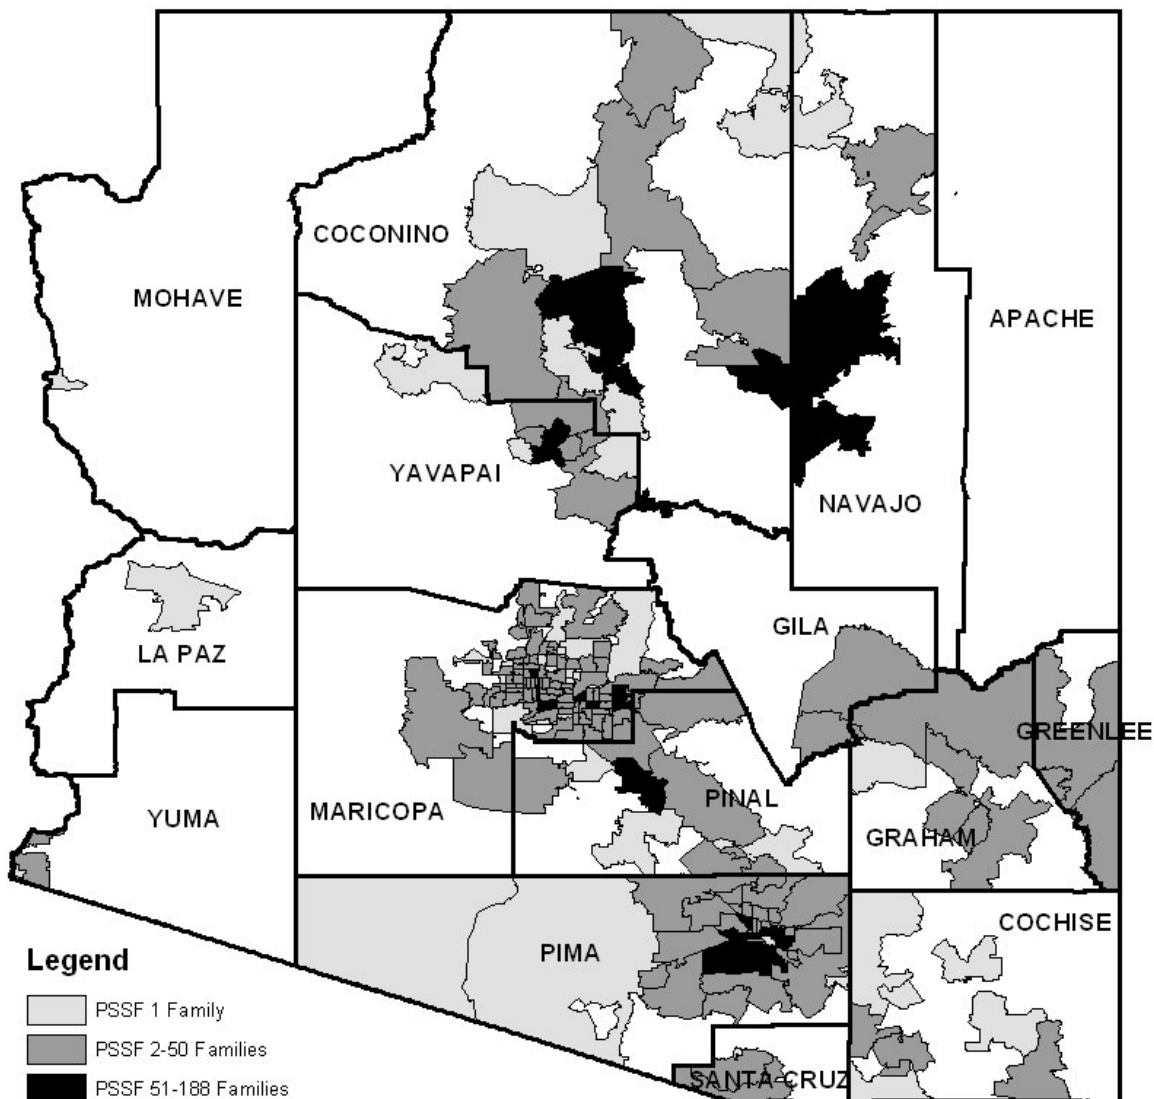 COCONINO
MOHAVE
APACHE
YAVAPAI
NAVAJO
GILA
LA PAZ
GREENLEE
PINAL
MARICOPA
YUMA
GRAHAM
COCHISE
PIMA
Legend
PSSF 1 Family
PSSF 2-50 Families
SANTA CRUZ
PSSF 51-188 Families